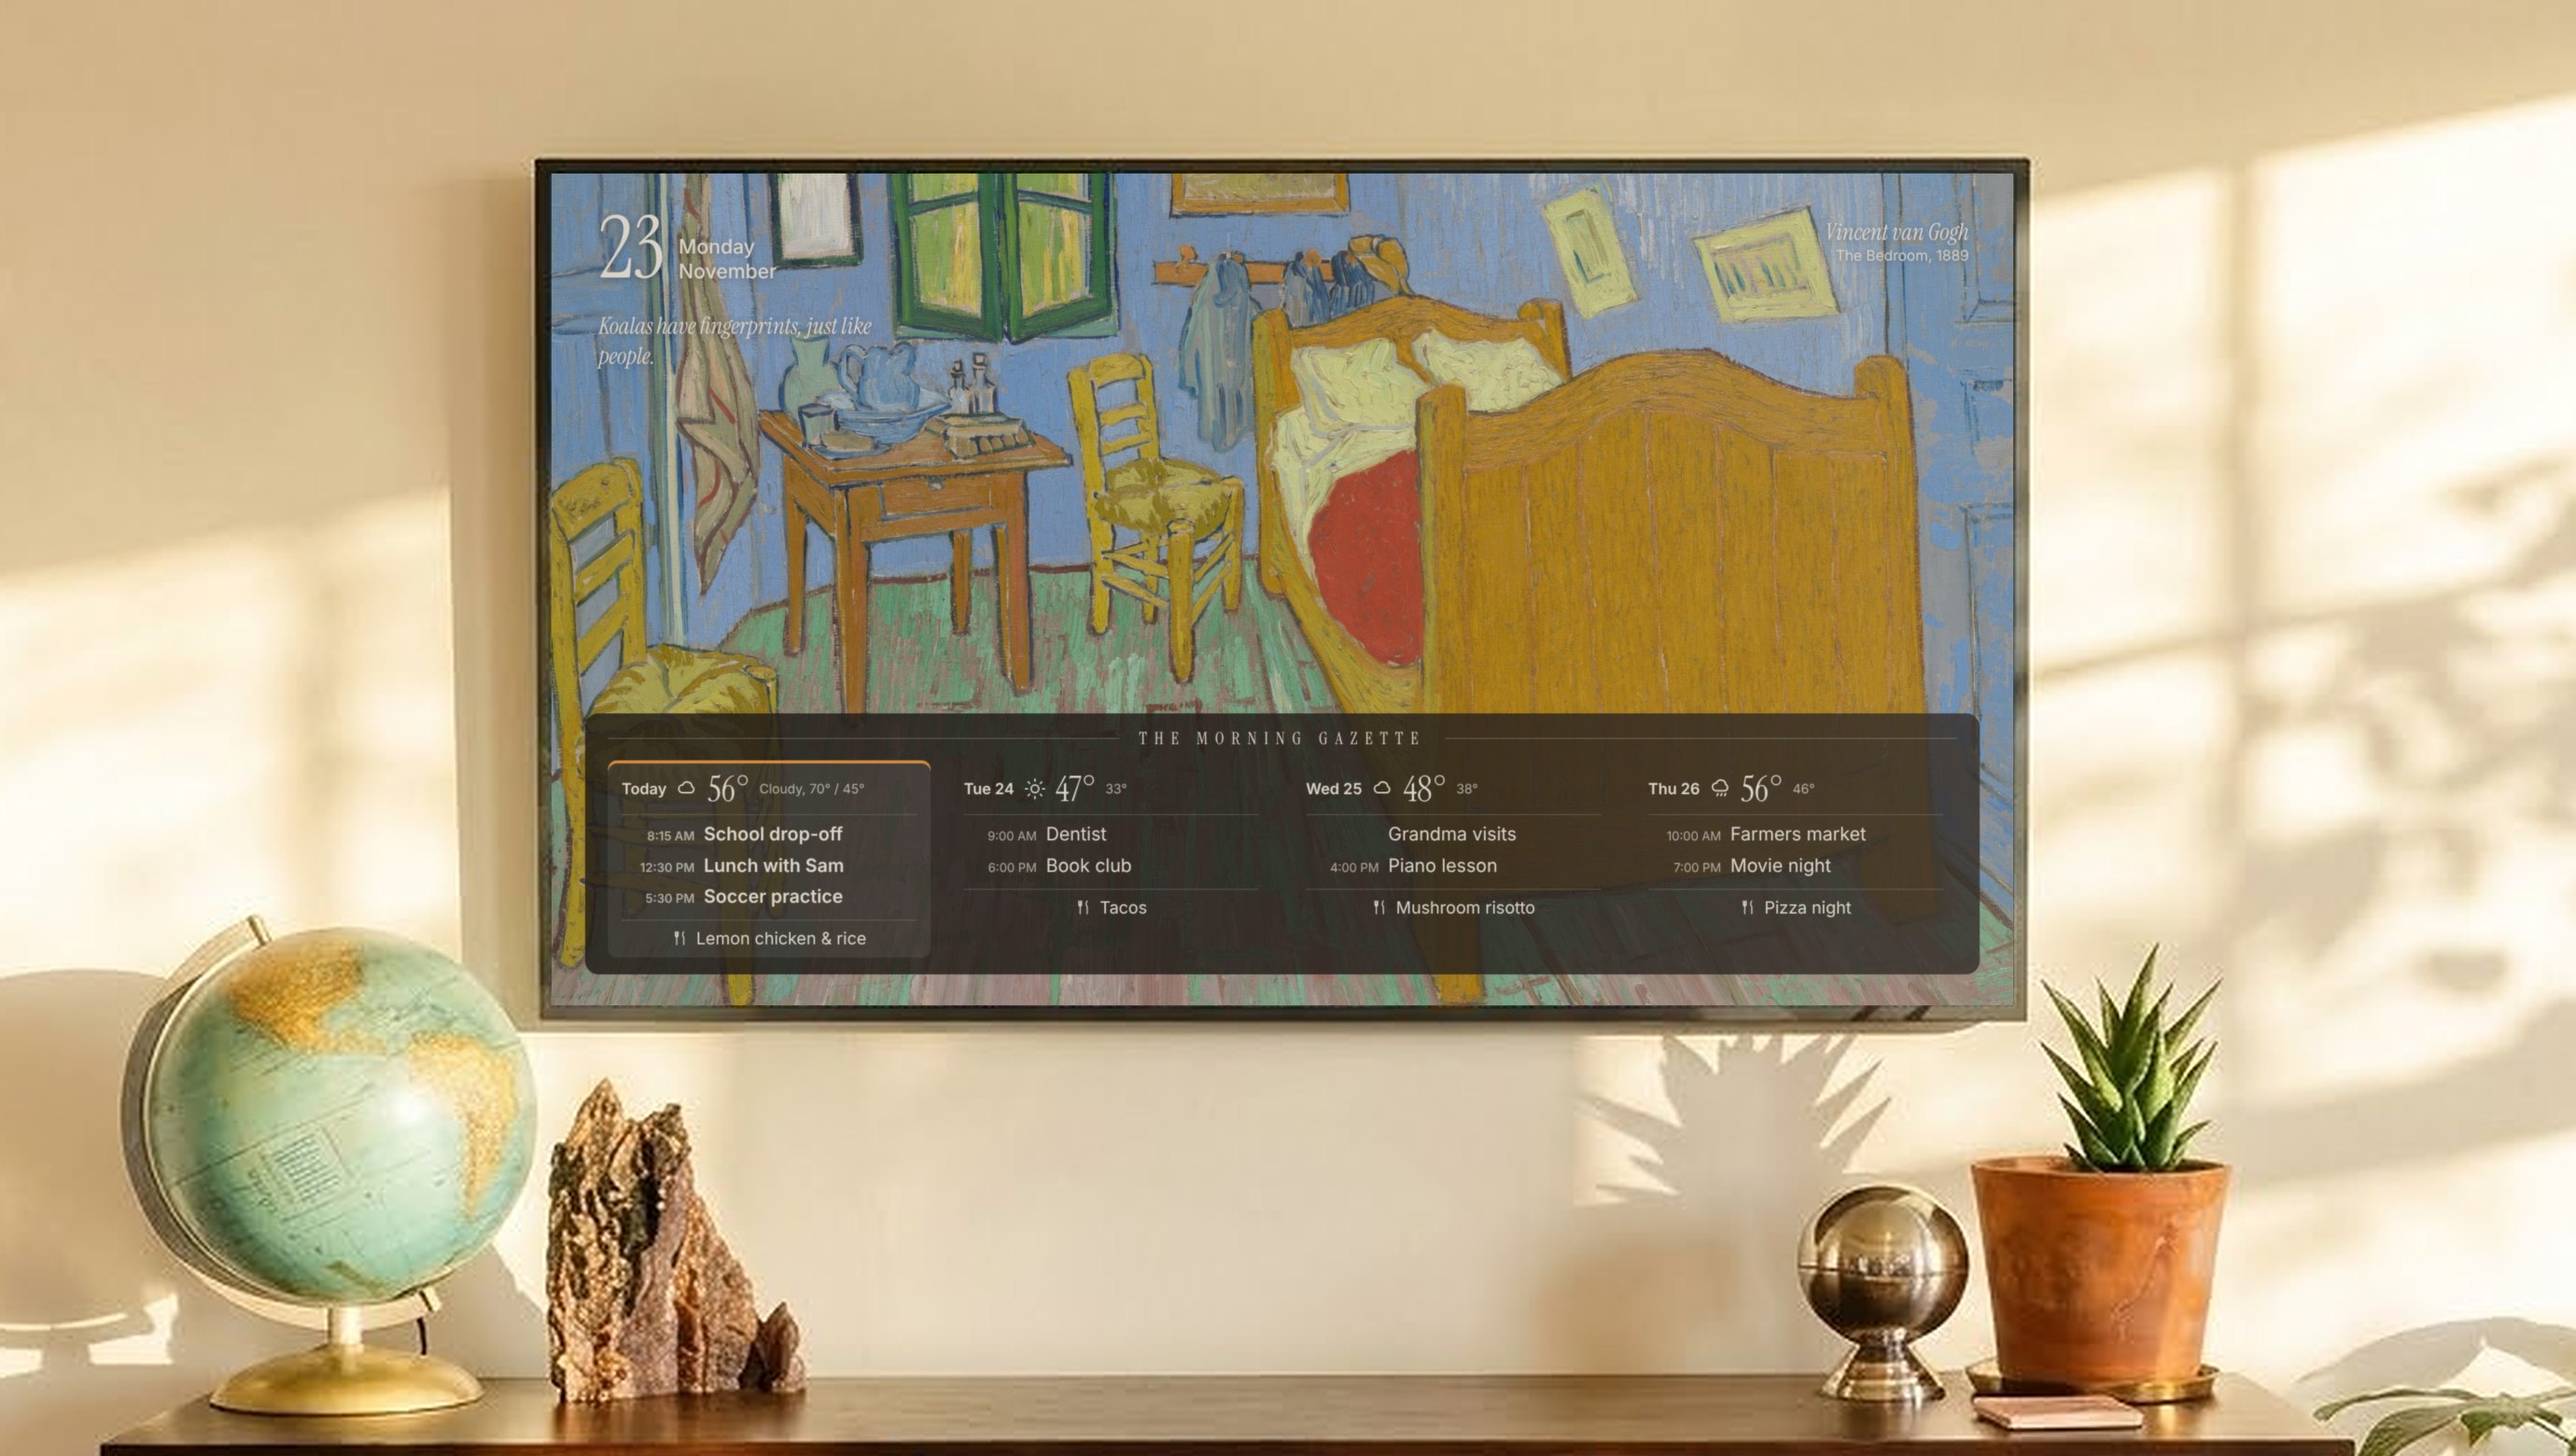 23
Monday
November
Koalas have fingerprints, just like
people.
Vincent van Gogh
The Bedroom, 1889
THE MORNING GAZETTE
Today 56° Cloudy, 70° / 45°
8:15 AM School drop-off
12:30 PM Lunch with Sam
5:30 PM Soccer practice
Lemon chicken & rice
Tue 24 47° 33°
9:00 AM Dentist
6:00 PM Book club
Tacos
Wed 25 48° 38°
Grandma visits
4:00 PM Piano lesson
Mushroom risotto
Thu 26 56° 46°
10:00 AM Farmers market
7:00 PM Movie night
Pizza night